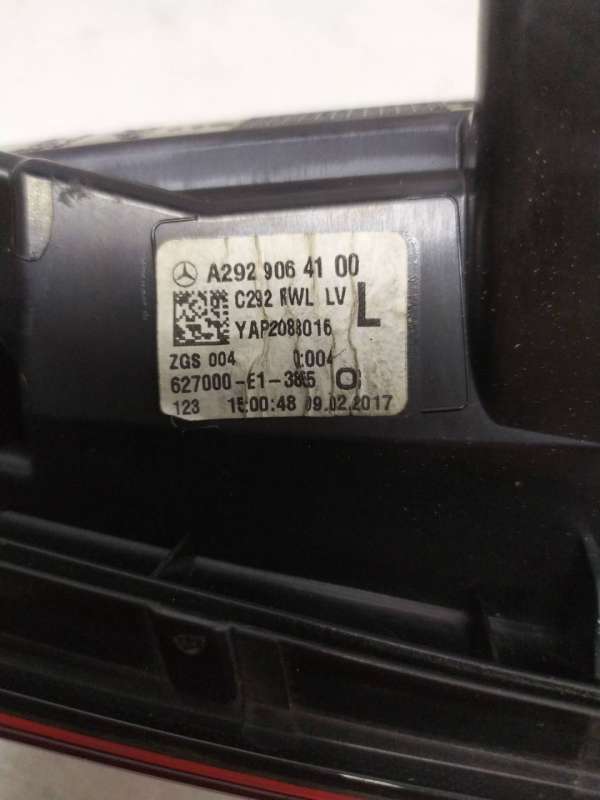 A292 906 41 00
C292 RWL LV L
YAP2088016
ZGS 004 0:004
627000-E1-3865 O
123 15:00:48 09.02.2017